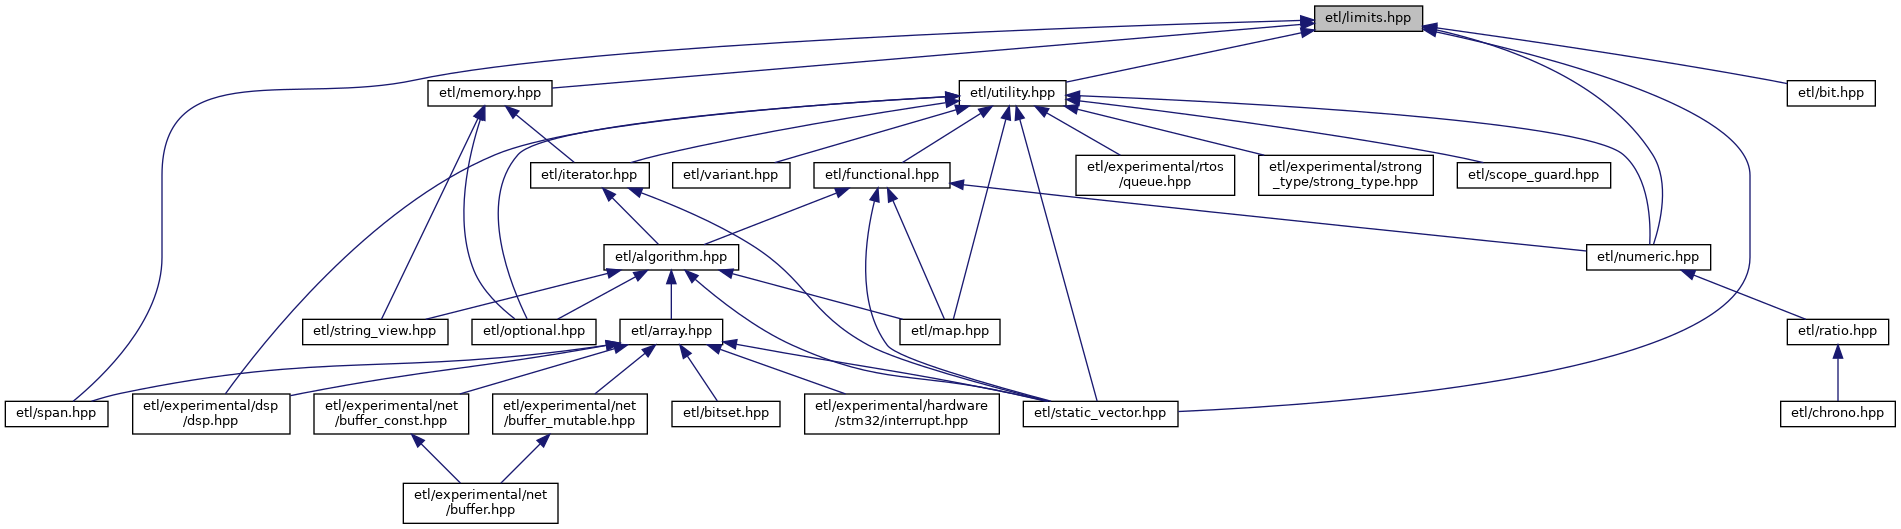 etl/limits.hpp
etl/memory.hpp
etl/utility.hpp
etl/bit.hpp
etl/iterator.hpp
etl/variant.hpp
etl/functional.hpp
etl/experimental/rtos
/queue.hpp
etl/experimental/strong
_type/strong_type.hpp
etl/scope_guard.hpp
etl/algorithm.hpp
etl/numeric.hpp
etl/string_view.hpp
etl/optional.hpp
etl/array.hpp
etl/map.hpp
etl/ratio.hpp
etl/span.hpp
etl/experimental/dsp
/dsp.hpp
etl/experimental/net
/buffer_const.hpp
etl/experimental/net
/buffer_mutable.hpp
etl/bitset.hpp
etl/experimental/hardware
/stm32/interrupt.hpp
etl/static_vector.hpp
etl/chrono.hpp
etl/experimental/net
/buffer.hpp